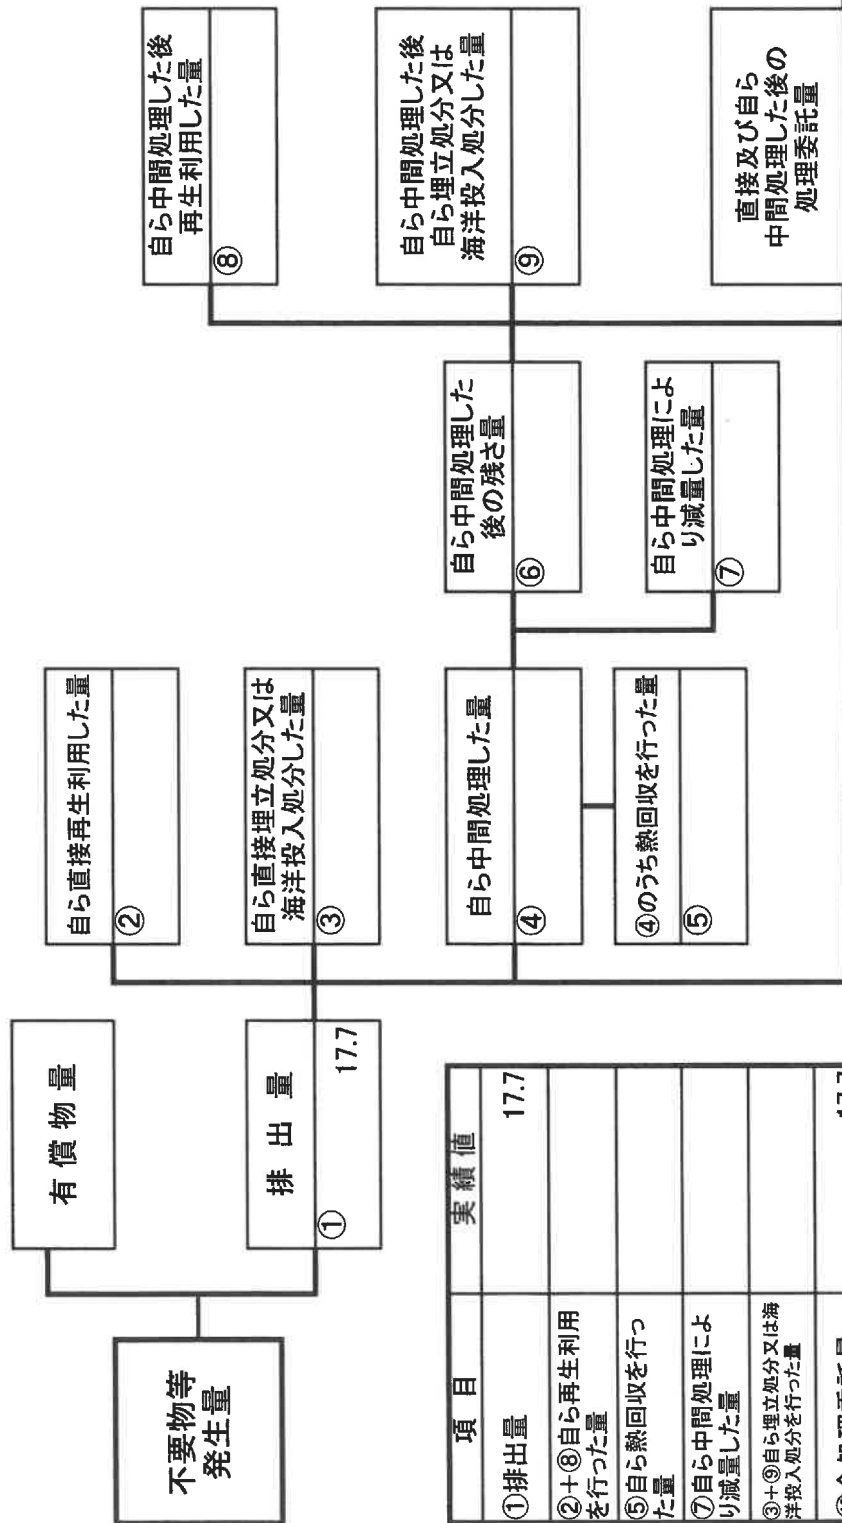 不要物等
発生量
有償物量
排出量
①
17.7
自ら直接再生利用した量
②
自ら直接埋立処分又は
海洋投入処分した量
③
自ら中間処理した量
④
④のうち熱回収を行った量
⑤
自ら中間処理した
後の残さ量
⑥
自ら中間処理によ
り減量した量
⑦
自ら中間処理した後
再生利用した量
⑧
自ら中間処理した後
自ら埋立処分又は
海洋投入処分した量
⑨
直接及び自ら
中間処理した後の
処理委託量
項目 実績値
①排出量 17.7
②+⑧自ら再生利用
を行った量
⑤自ら熱回収を行っ
た量
⑦自ら中間処理によ
り減量した量
③+⑨自ら埋立処分又は海
洋投入処分を行った量
⑩全処理委託量 17.7